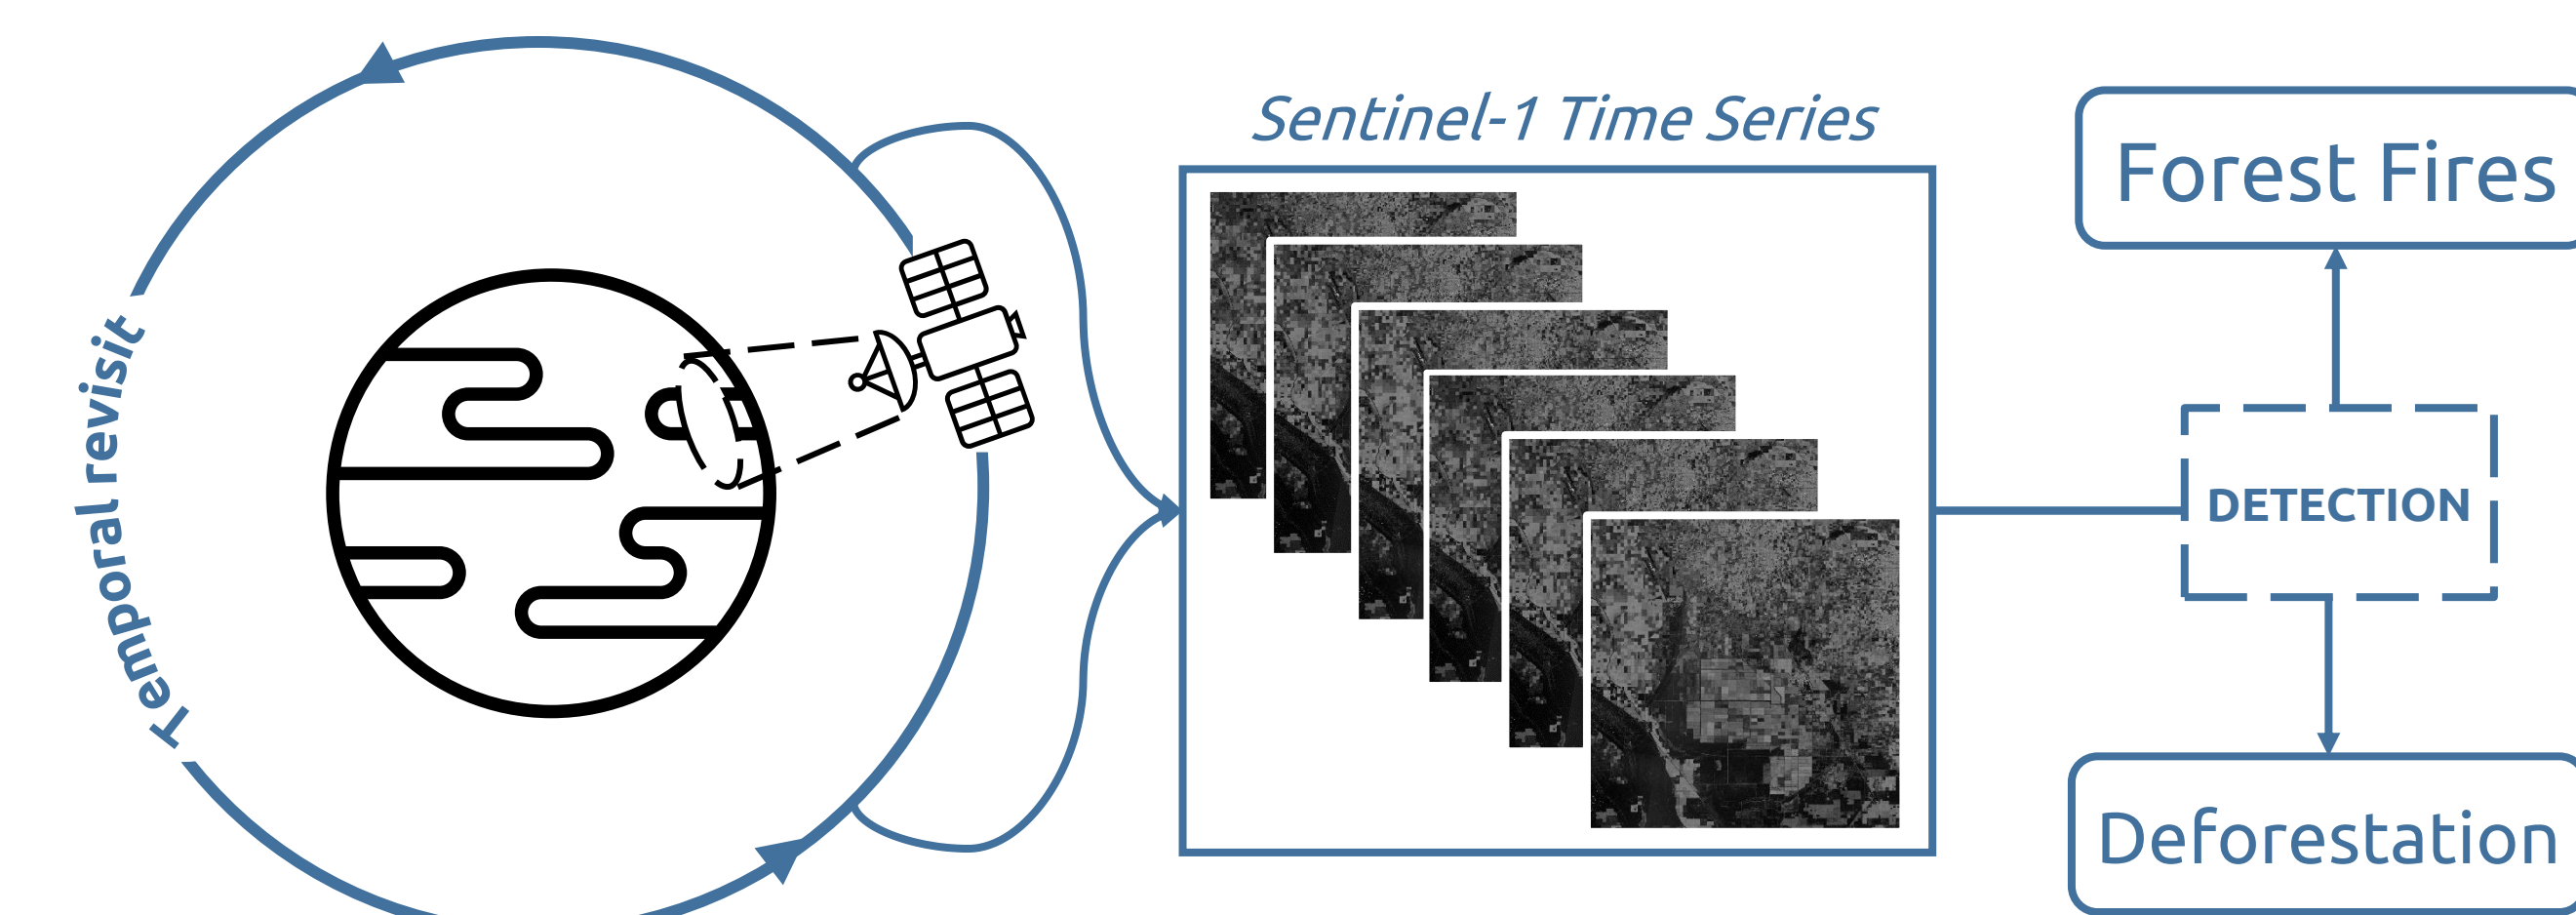 Temporal revisit
Sentinel-1 Time Series
Forest Fires
DETECTION
Deforestation